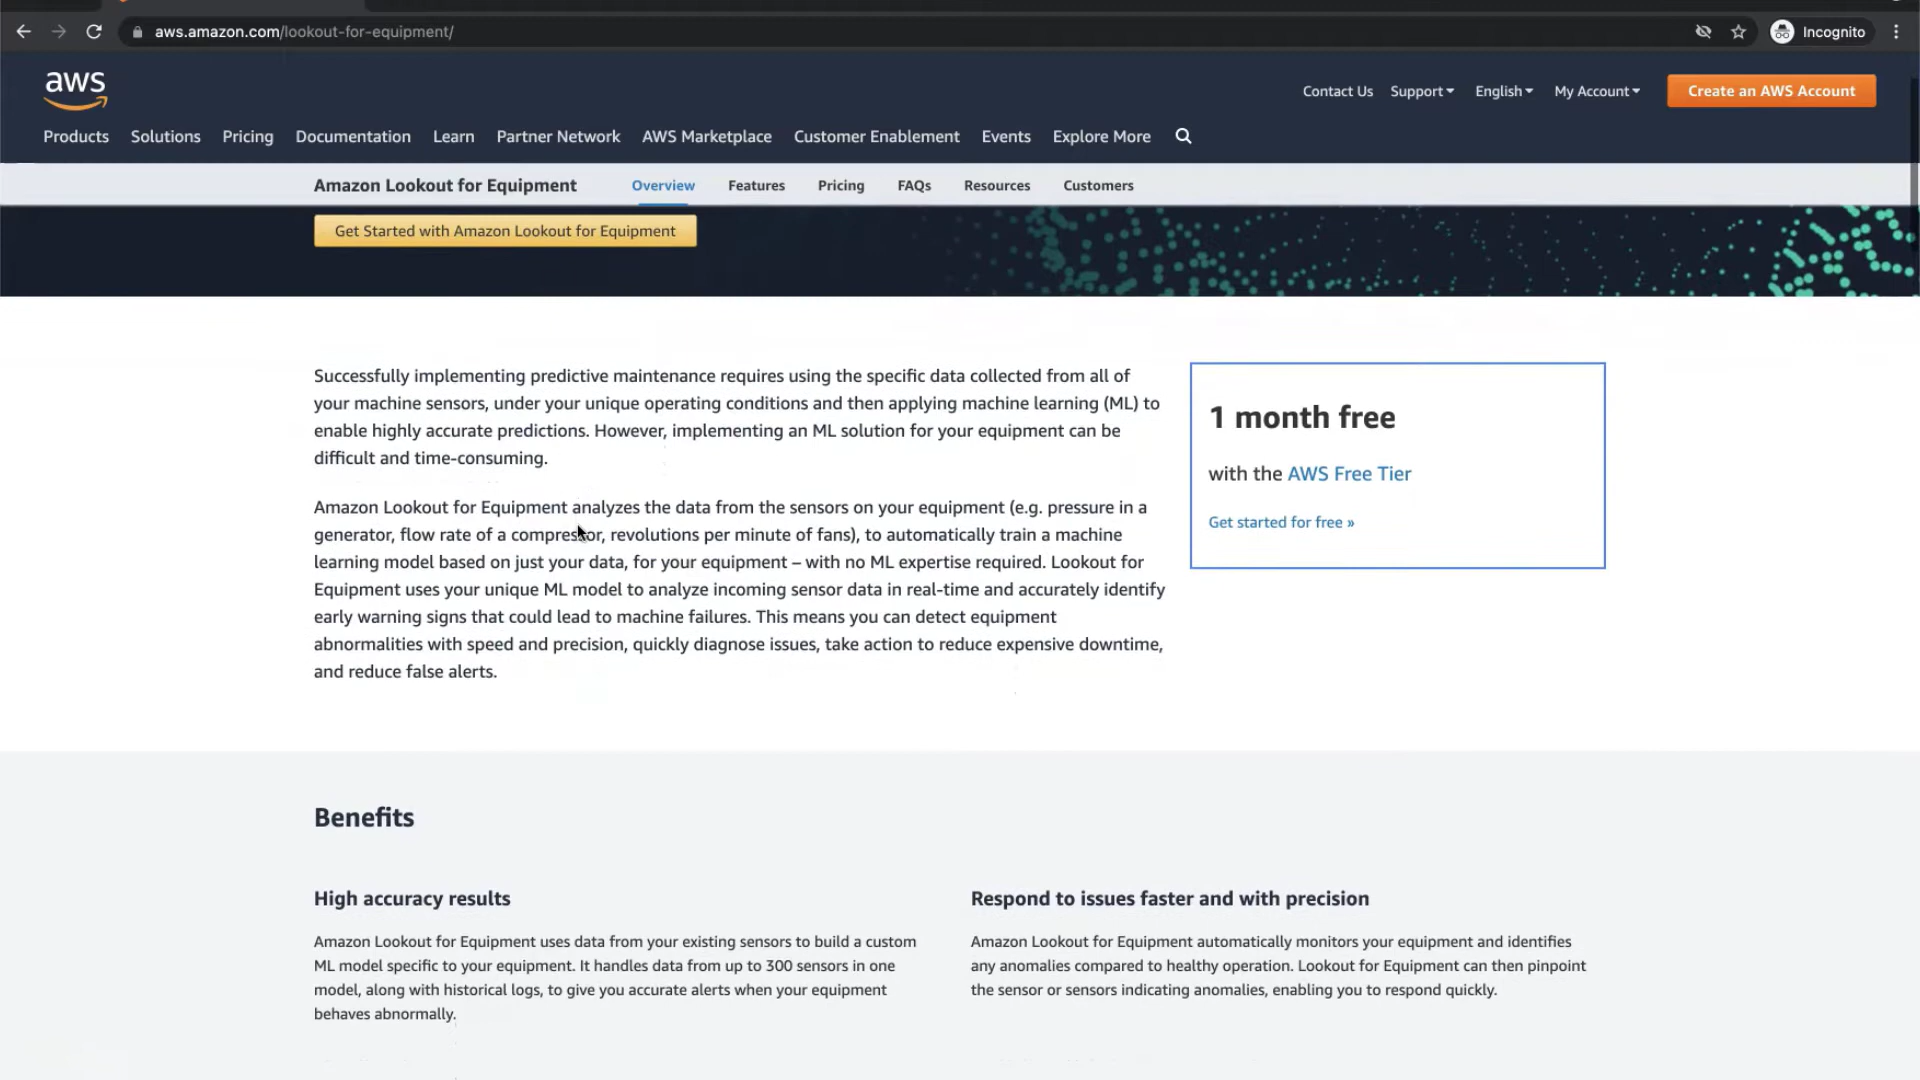 aws.amazon.com/lookout-for-equipment/
Incognito
aws
Contact Us Support English My Account Create an AWS Account
Products Solutions Pricing Documentation Learn Partner Network AWS Marketplace Customer Enablement Events Explore More
Amazon Lookout for Equipment Overview Features Pricing FAQs Resources Customers
Get Started with Amazon Lookout for Equipment
Successfully implementing predictive maintenance requires using the specific data collected from all of
your machine sensors, under your unique operating conditions and then applying machine learning (ML) to
enable highly accurate predictions. However, implementing an ML solution for your equipment can be
difficult and time-consuming.
Amazon Lookout for Equipment analyzes the data from the sensors on your equipment (e.g. pressure in a
generator, flow rate of a compressor, revolutions per minute of fans), to automatically train a machine
learning model based on just your data, for your equipment – with no ML expertise required. Lookout for
Equipment uses your unique ML model to analyze incoming sensor data in real-time and accurately identify
early warning signs that could lead to machine failures. This means you can detect equipment
abnormalities with speed and precision, quickly diagnose issues, take action to reduce expensive downtime,
and reduce false alerts.
1 month free
with the AWS Free Tier
Get started for free »
Benefits
High accuracy results
Amazon Lookout for Equipment uses data from your existing sensors to build a custom
ML model specific to your equipment. It handles data from up to 300 sensors in one
model, along with historical logs, to give you accurate alerts when your equipment
behaves abnormally.
Respond to issues faster and with precision
Amazon Lookout for Equipment automatically monitors your equipment and identifies
any anomalies compared to healthy operation. Lookout for Equipment can then pinpoint
the sensor or sensors indicating anomalies, enabling you to respond quickly.